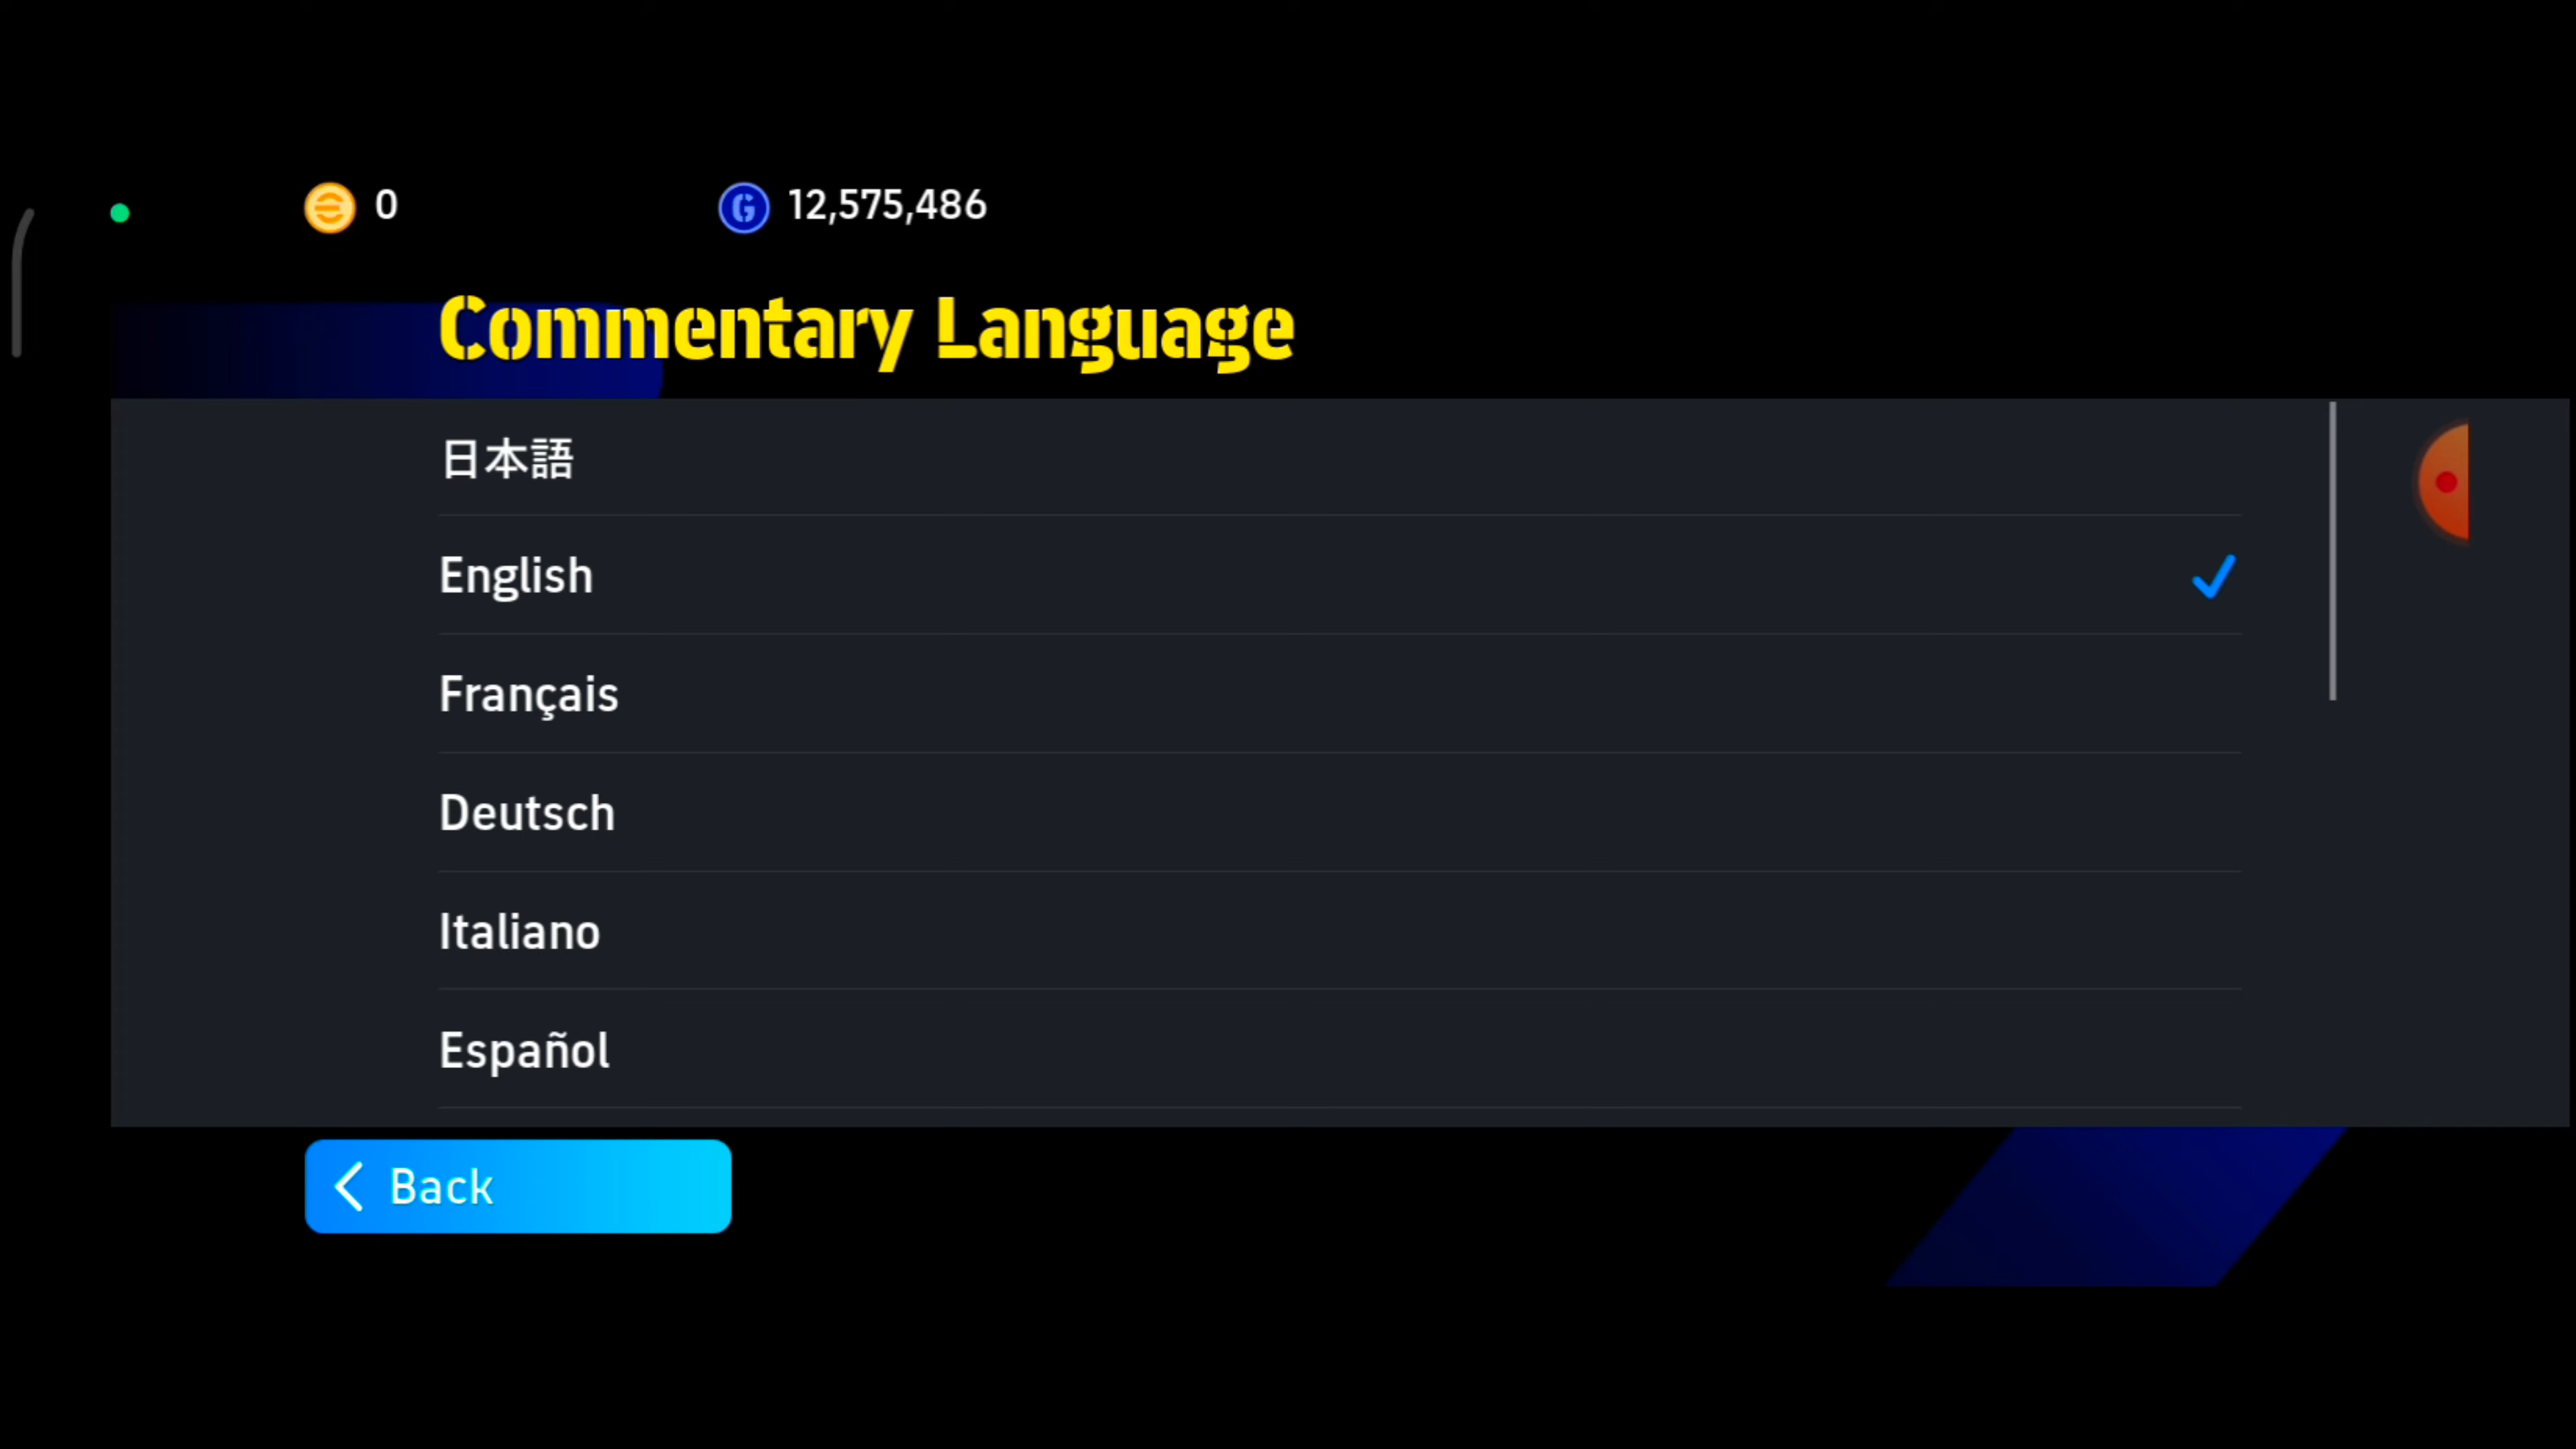 0
12,575,486
Commentary Language
日本語
English
Français
Deutsch
Italiano
Español
Back